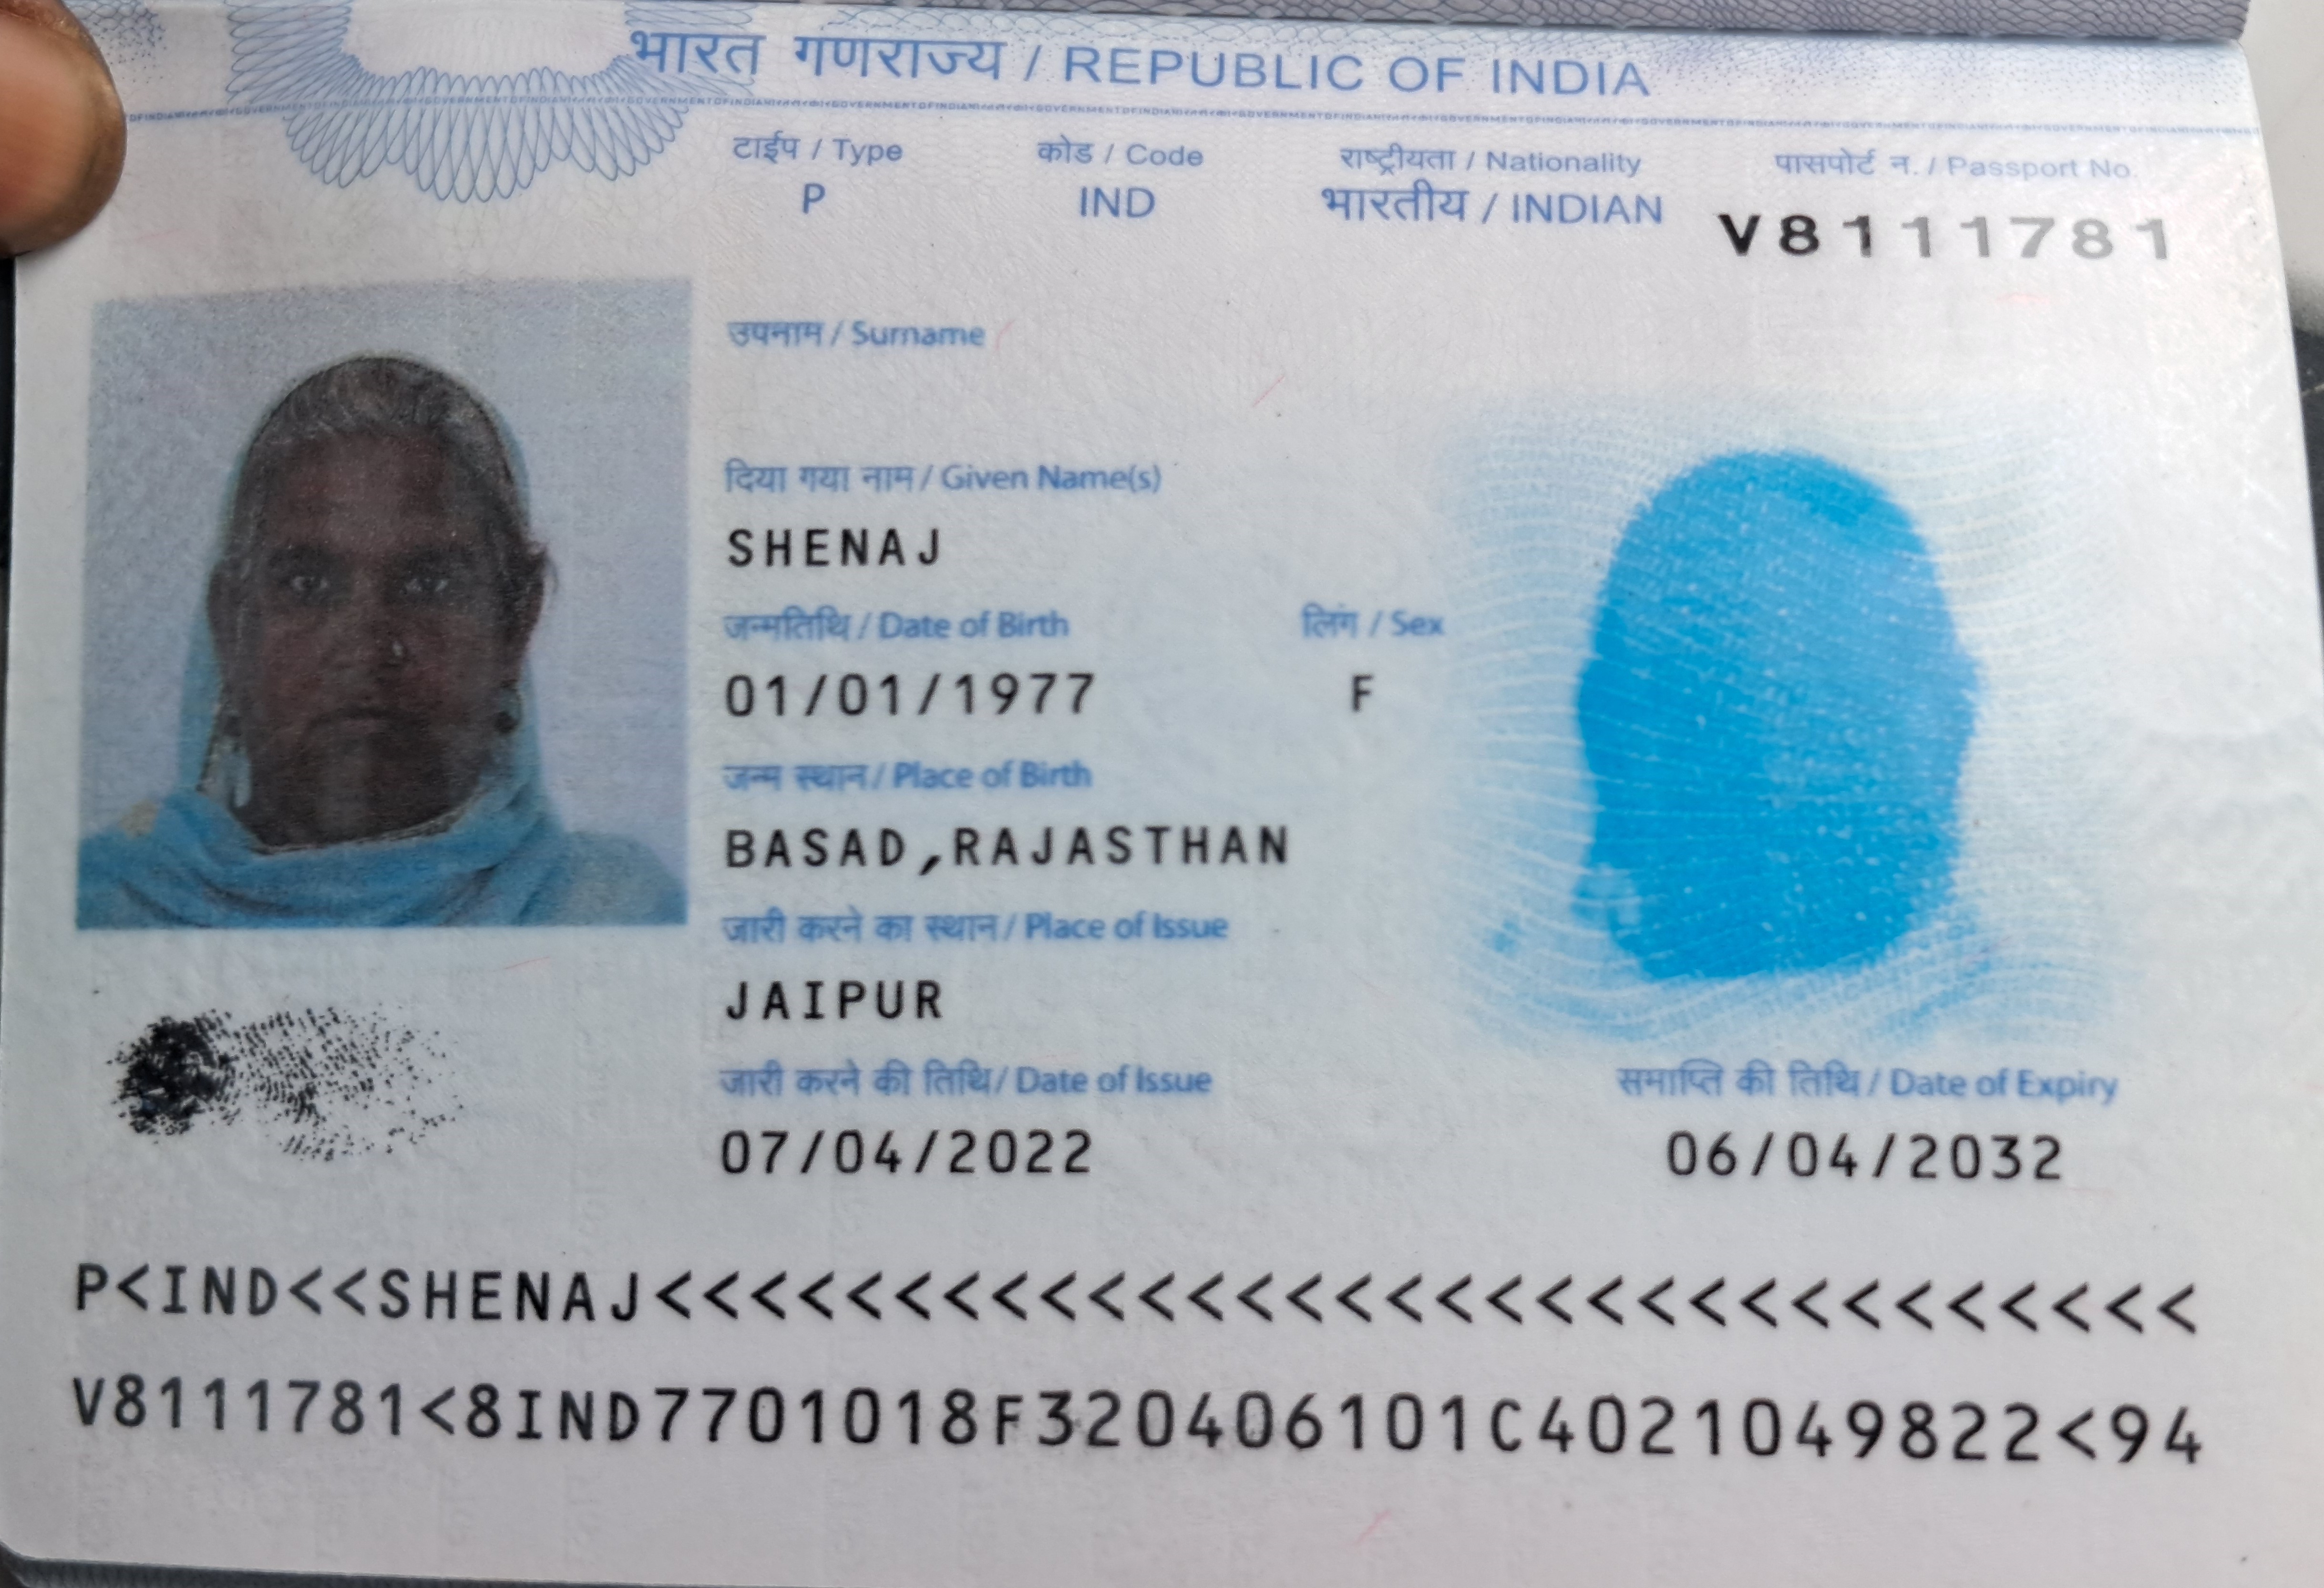 भारत गणराज्य / REPUBLIC OF INDIA
टाईप / Type कोड / Code राष्ट्रीयता / Nationality पासपोर्ट न. / Passport No.
P IND भारतीय / INDIAN V8111781
उपनाम / Surname
दिया गया नाम / Given Name(s)
SHENAJ
जन्मतिथि / Date of Birth लिंग / Sex
01/01/1977 F
जन्म स्थान / Place of Birth
BASAD,RAJASTHAN
जारी करने का स्थान / Place of Issue
JAIPUR
जारी करने की तिथि / Date of Issue समाप्ति की तिथि / Date of Expiry
07/04/2022 06/04/2032
P<IND<<SHENAJ<<<<<<<<<<<<<<<<<<<<<<<<<<<<<<<
V8111781<8IND7701018F320406101C4021049822<94